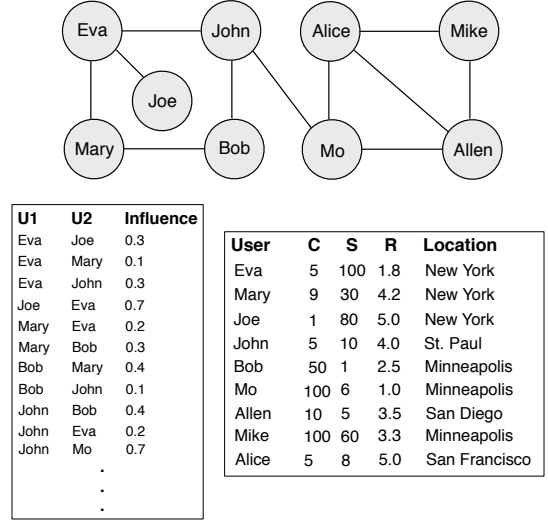 Eva John Alice Mike
Joe
Mary Bob Mo Allen
U1 U2 Influence
Eva Joe 0.3
Eva Mary 0.1
Eva John 0.3
Joe Eva 0.7
Mary Eva 0.2
Mary Bob 0.3
Bob Mary 0.4
Bob John 0.1
John Bob 0.4
John Eva 0.2
John Mo 0.7
.
.
.
User C S R Location
Eva 5 100 1.8 New York
Mary 9 30 4.2 New York
Joe 1 80 5.0 New York
John 5 10 4.0 St. Paul
Bob 50 1 2.5 Minneapolis
Mo 100 6 1.0 Minneapolis
Allen 10 5 3.5 San Diego
Mike 100 60 3.3 Minneapolis
Alice 5 8 5.0 San Francisco